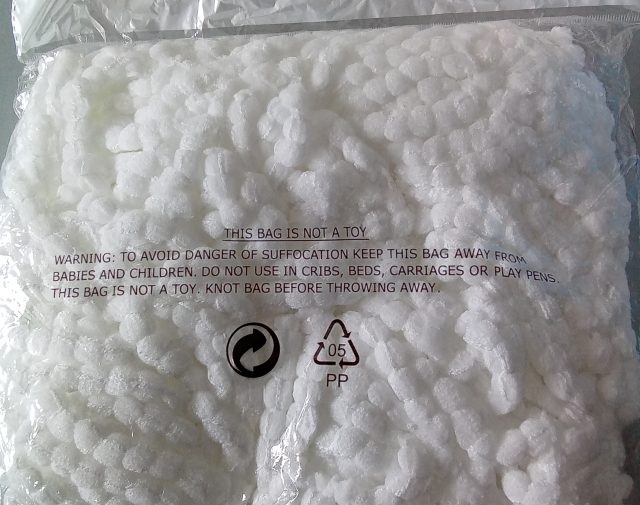 THIS BAG IS NOT A TOY
WARNING: TO AVOID DANGER OF SUFFOCATION KEEP THIS BAG AWAY FROM
BABIES AND CHILDREN. DO NOT USE IN CRIBS, BEDS, CARRIAGES OR PLAY PENS.
THIS BAG IS NOT A TOY. KNOT BAG BEFORE THROWING AWAY.
05
PP